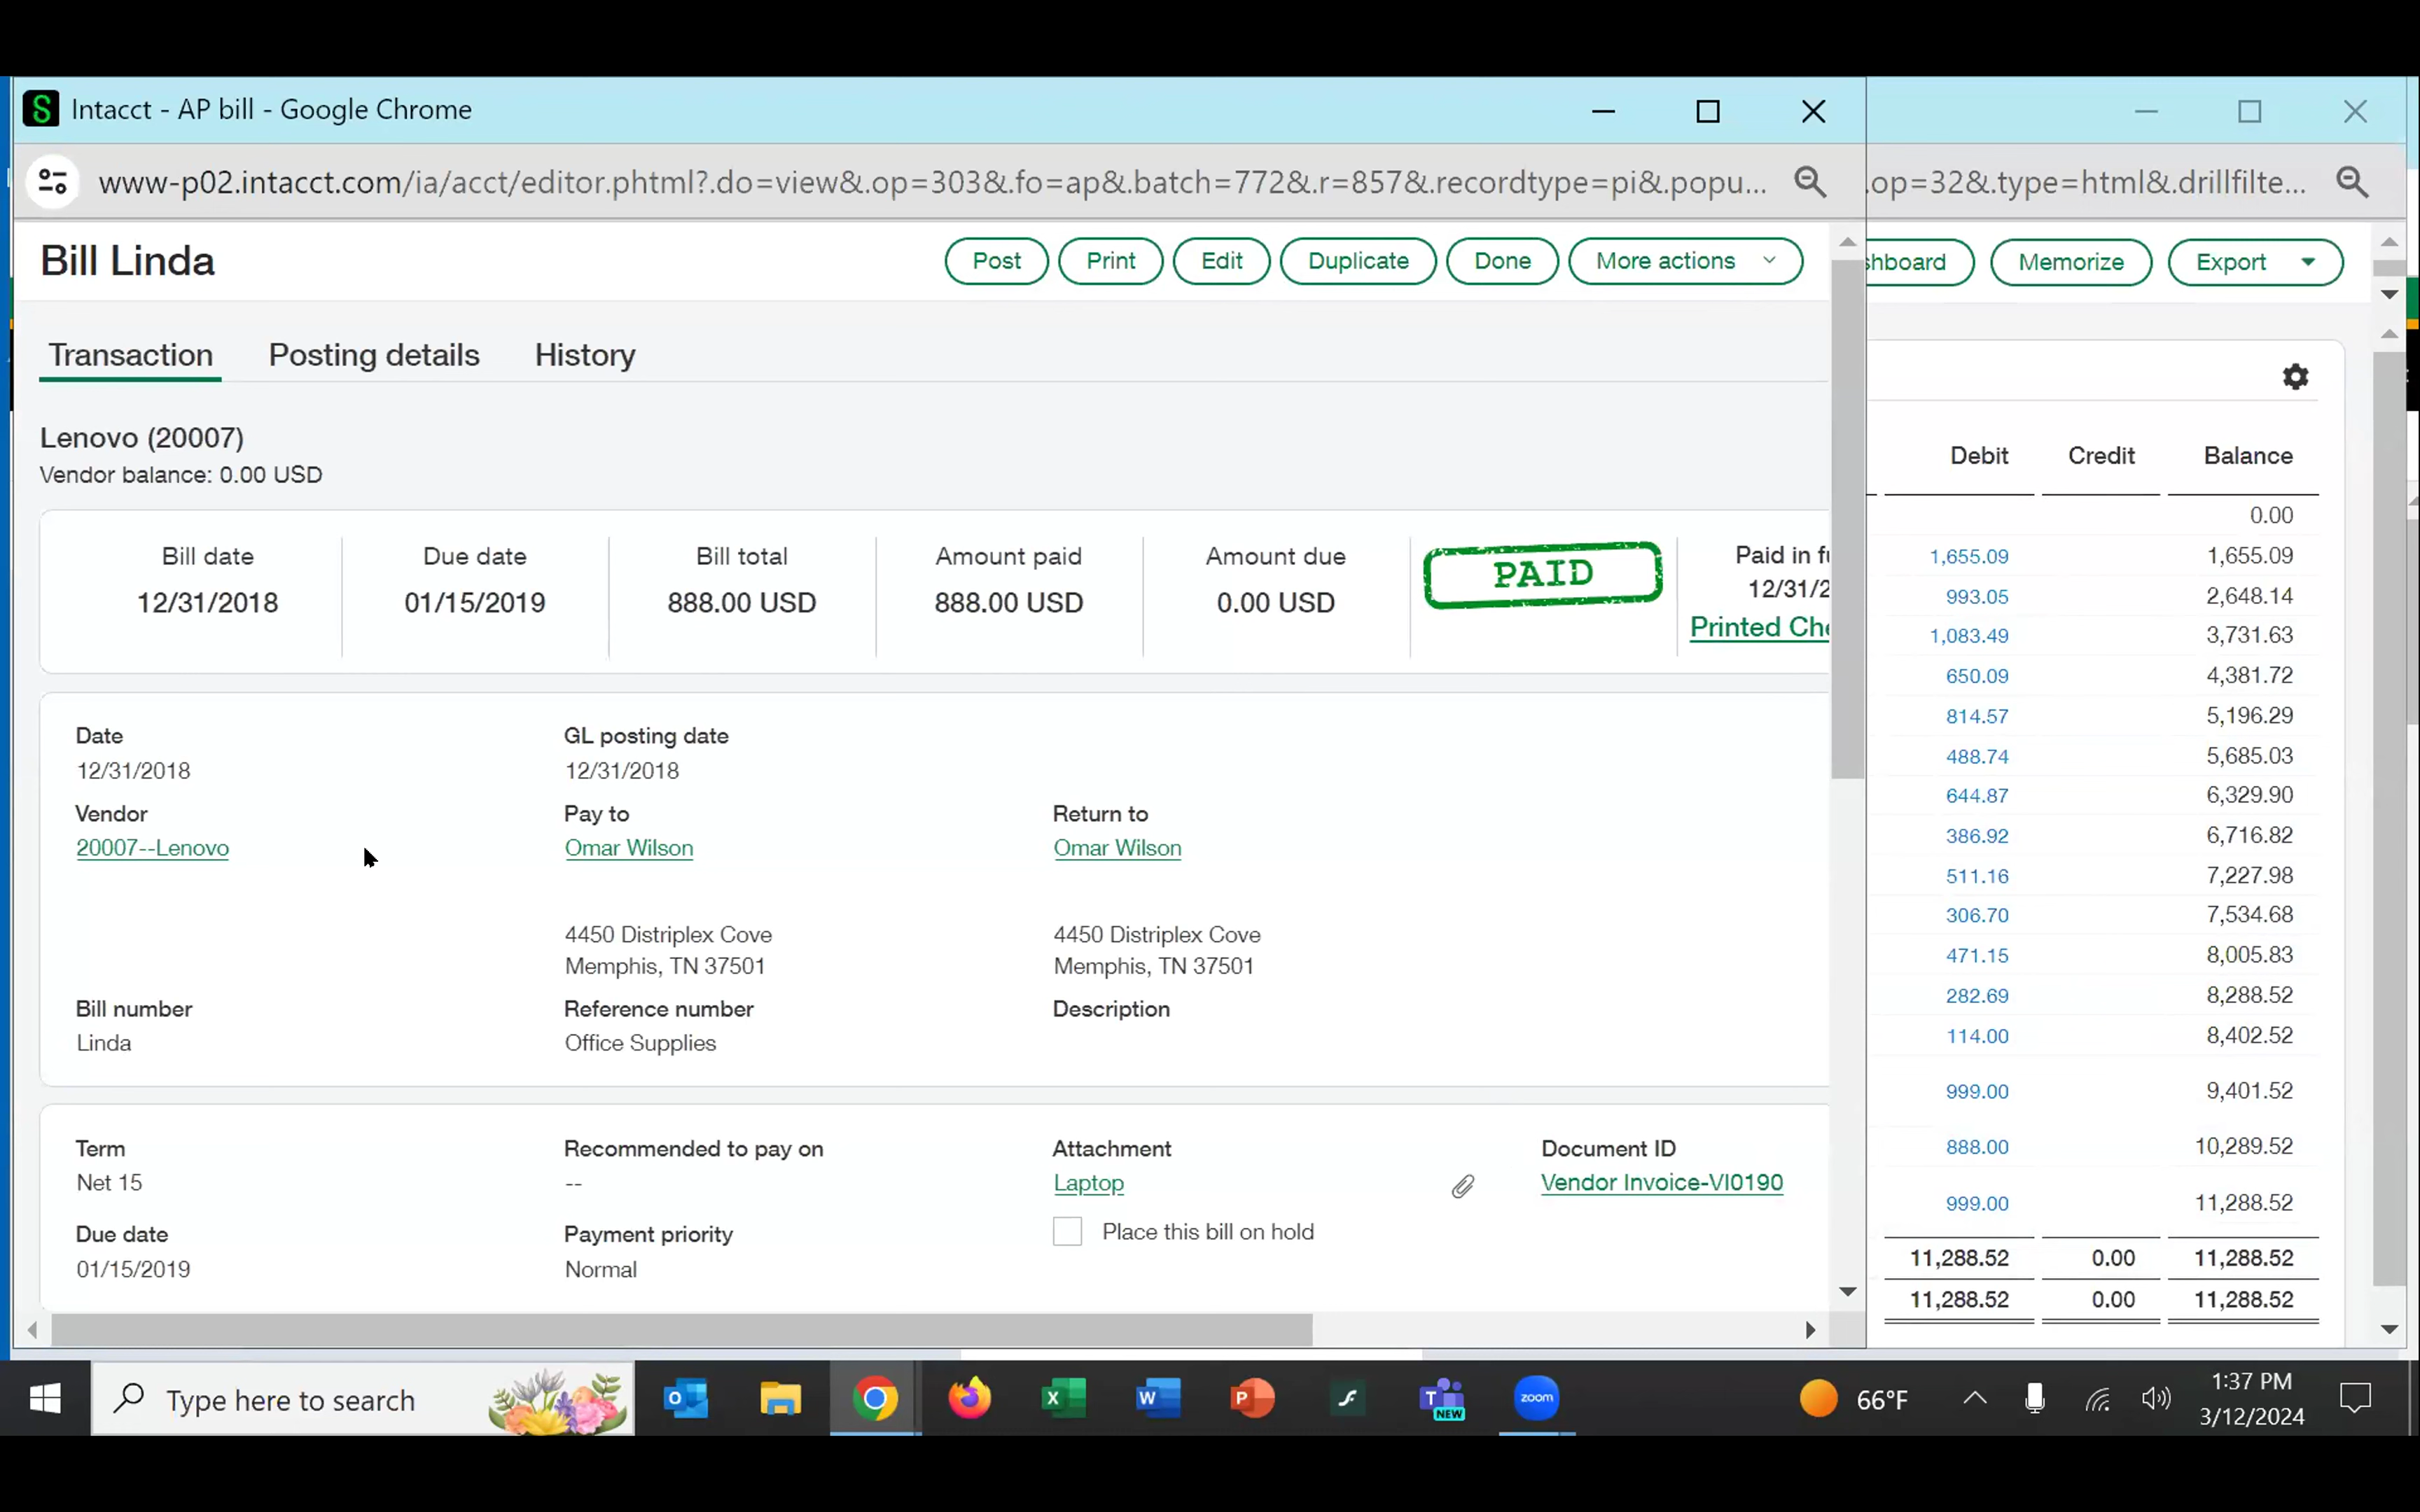 Intacct - AP bill - Google Chrome
www-p02.intacct.com/ia/acct/editor.phtml?.do=view&.op=303&.fo=ap&.batch=772&.r=857&.recordtype=pi&.popu...
.op=32&.type=html&.drillfilte...
Bill Linda
Post Print Edit Duplicate Done More actions
shboard Memorize Export
Transaction Posting details History
Lenovo (20007)
Vendor balance: 0.00 USD
Bill date Due date Bill total Amount paid Amount due PAID Paid in fu
12/31/2018 01/15/2019 888.00 USD 888.00 USD 0.00 USD 12/31/2
Printed Che
Date GL posting date
12/31/2018 12/31/2018
Vendor Pay to Return to
20007--Lenovo Omar Wilson Omar Wilson
4450 Distriplex Cove 4450 Distriplex Cove
Memphis, TN 37501 Memphis, TN 37501
Bill number Reference number Description
Linda Office Supplies
Term Recommended to pay on Attachment Document ID
Net 15 -- Laptop Vendor Invoice-VI0190
Place this bill on hold
Due date Payment priority
01/15/2019 Normal
Debit Credit Balance
0.00
1,655.09 1,655.09
993.05 2,648.14
1,083.49 3,731.63
650.09 4,381.72
814.57 5,196.29
488.74 5,685.03
644.87 6,329.90
386.92 6,716.82
511.16 7,227.98
306.70 7,534.68
471.15 8,005.83
282.69 8,288.52
114.00 8,402.52
999.00 9,401.52
888.00 10,289.52
999.00 11,288.52
11,288.52 0.00 11,288.52
11,288.52 0.00 11,288.52
Type here to search
NEW
zoom
66°F
1:37 PM
3/12/2024